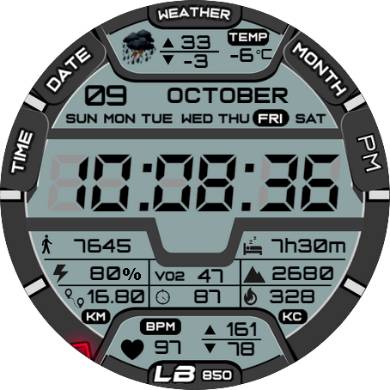 WEATHER
33 TEMP
-3 -6°C
DATE MONTH
09 OCTOBER
SUN MON TUE WED THU FRI SAT
TIME 10:08:36 PM
7645 7h30m
80% VO2 47 2680
16.80 87 328
KM KC
BPM 161
97 78
LB 850